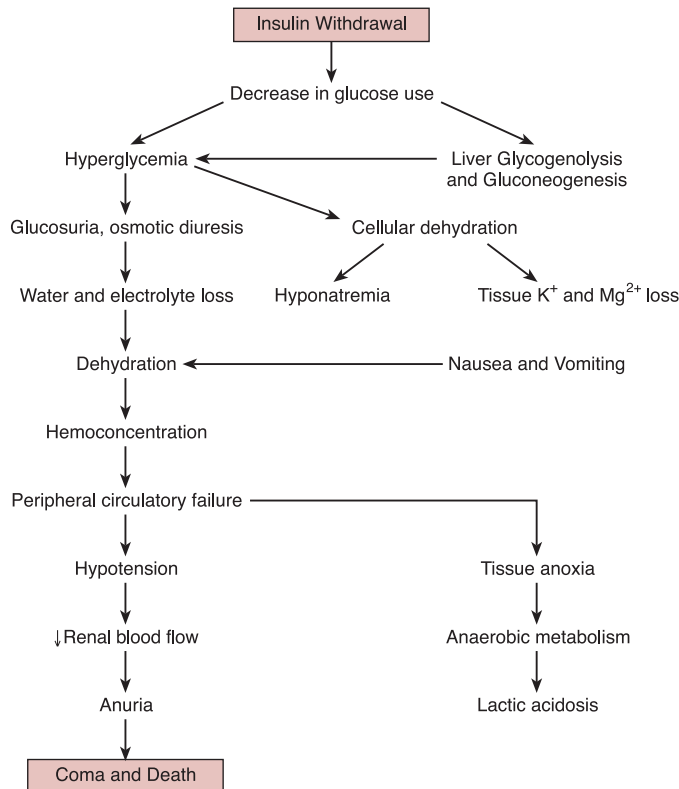 Insulin Withdrawal
Decrease in glucose use
Hyperglycemia
Liver Glycogenolysis
and Gluconeogenesis
Glucosuria, osmotic diuresis
Cellular dehydration
Water and electrolyte loss
Hyponatremia
Tissue K⁺ and Mg²⁺ loss
Dehydration
Nausea and Vomiting
Hemoconcentration
Peripheral circulatory failure
Hypotension
Tissue anoxia
↓Renal blood flow
Anaerobic metabolism
Anuria
Lactic acidosis
Coma and Death